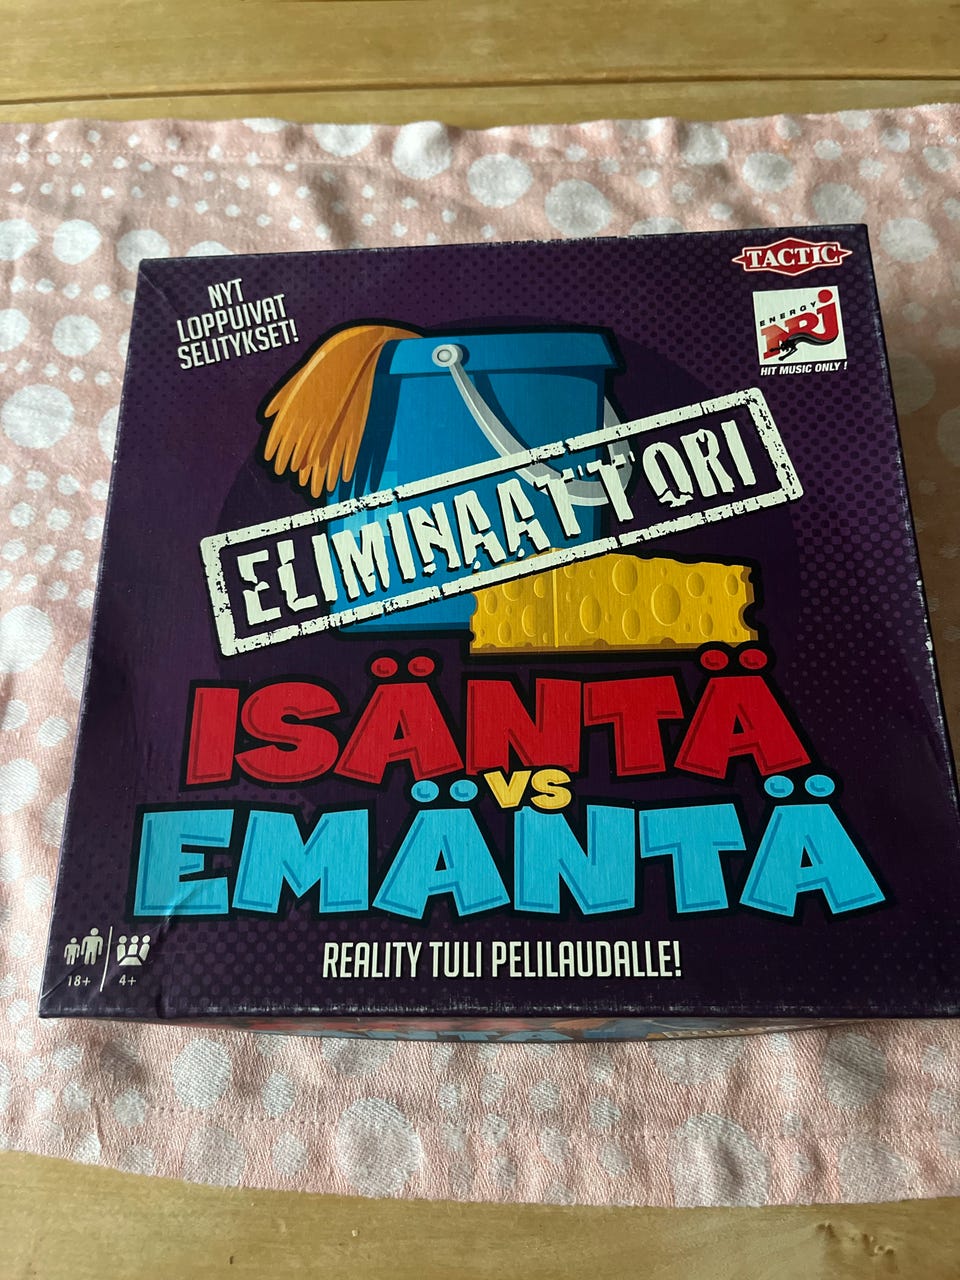 NYT
LOPPUIVAT
SELITYKSET!
TACTIC
ENERGY
NRJ
HIT MUSIC ONLY!
ELIMINAATTORI
ISÄNTÄ
VS
EMÄNTÄ
REALITY TULI PELILAUDALLE!
18+
4+